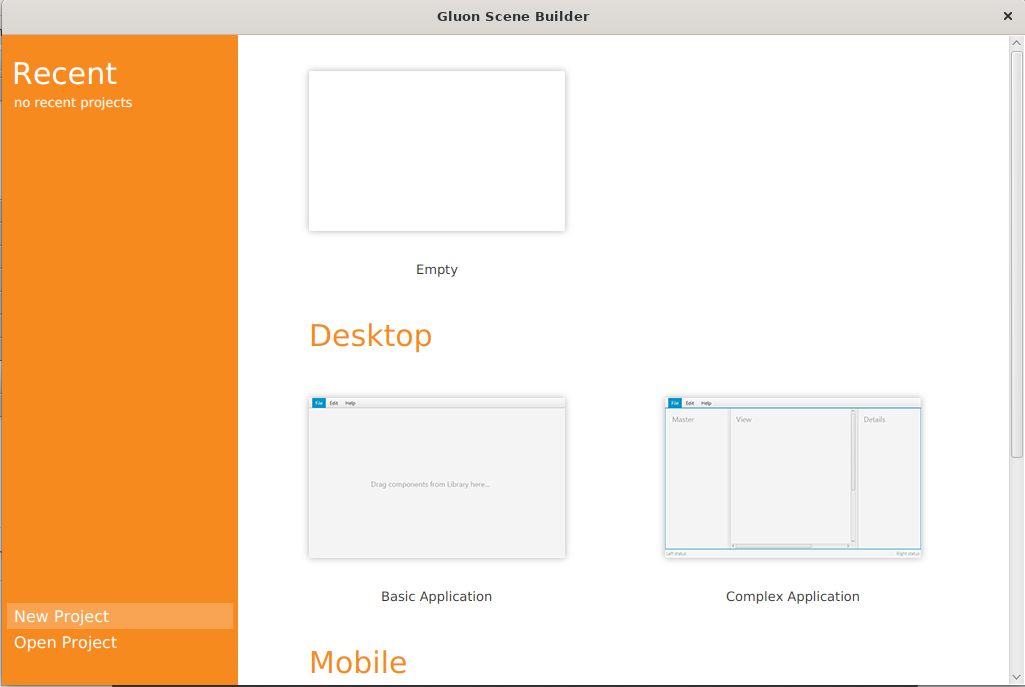 Gluon Scene Builder
Recent
no recent projects
Empty
Desktop
File Edit Help
Drag components from Library here...
File Edit Help
Master View Details
Left status Right status
Basic Application
Complex Application
New Project
Open Project
Mobile